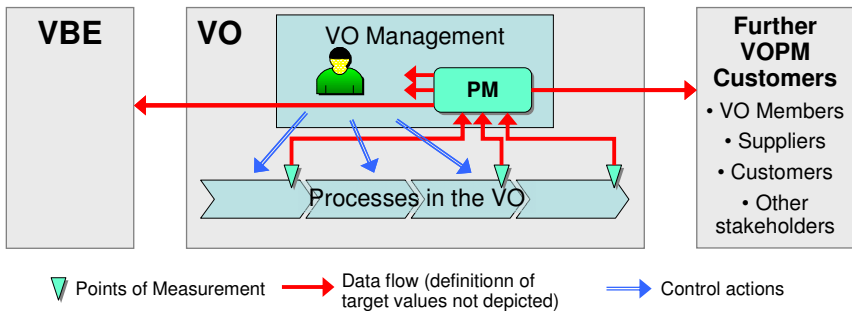 VBE
VO
VO Management
PM
Processes in the VO
Further
VOPM
Customers
• VO Members
• Suppliers
• Customers
• Other
stakeholders
Points of Measurement
Data flow (definitionn of
target values not depicted)
Control actions